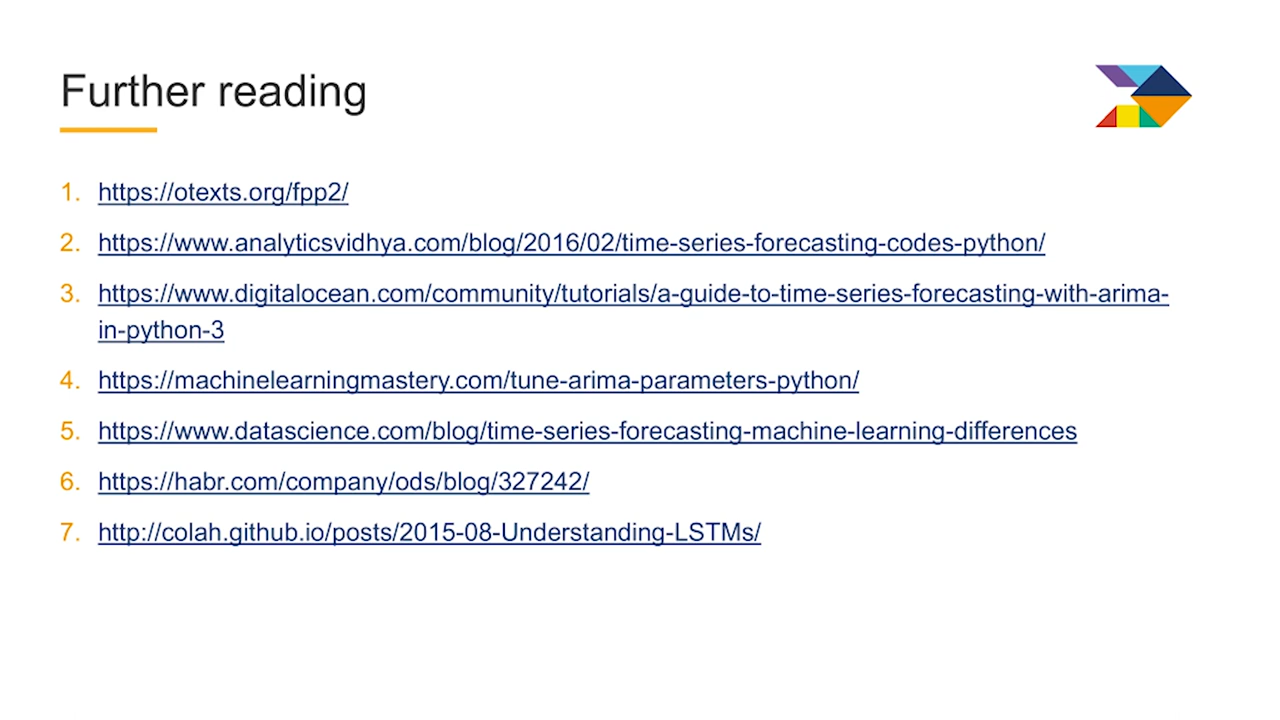 Further reading
1. https://otexts.org/fpp2/
2. https://www.analyticsvidhya.com/blog/2016/02/time-series-forecasting-codes-python/
3. https://www.digitalocean.com/community/tutorials/a-guide-to-time-series-forecasting-with-arima-
in-python-3
4. https://machinelearningmastery.com/tune-arima-parameters-python/
5. https://www.datascience.com/blog/time-series-forecasting-machine-learning-differences
6. https://habr.com/company/ods/blog/327242/
7. http://colah.github.io/posts/2015-08-Understanding-LSTMs/